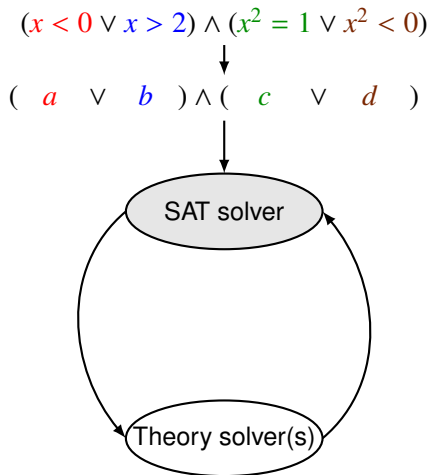 (x < 0 ∨ x > 2) ∧ (x² = 1 ∨ x² < 0)
( a ∨ b ) ∧ ( c ∨ d )
SAT solver
Theory solver(s)